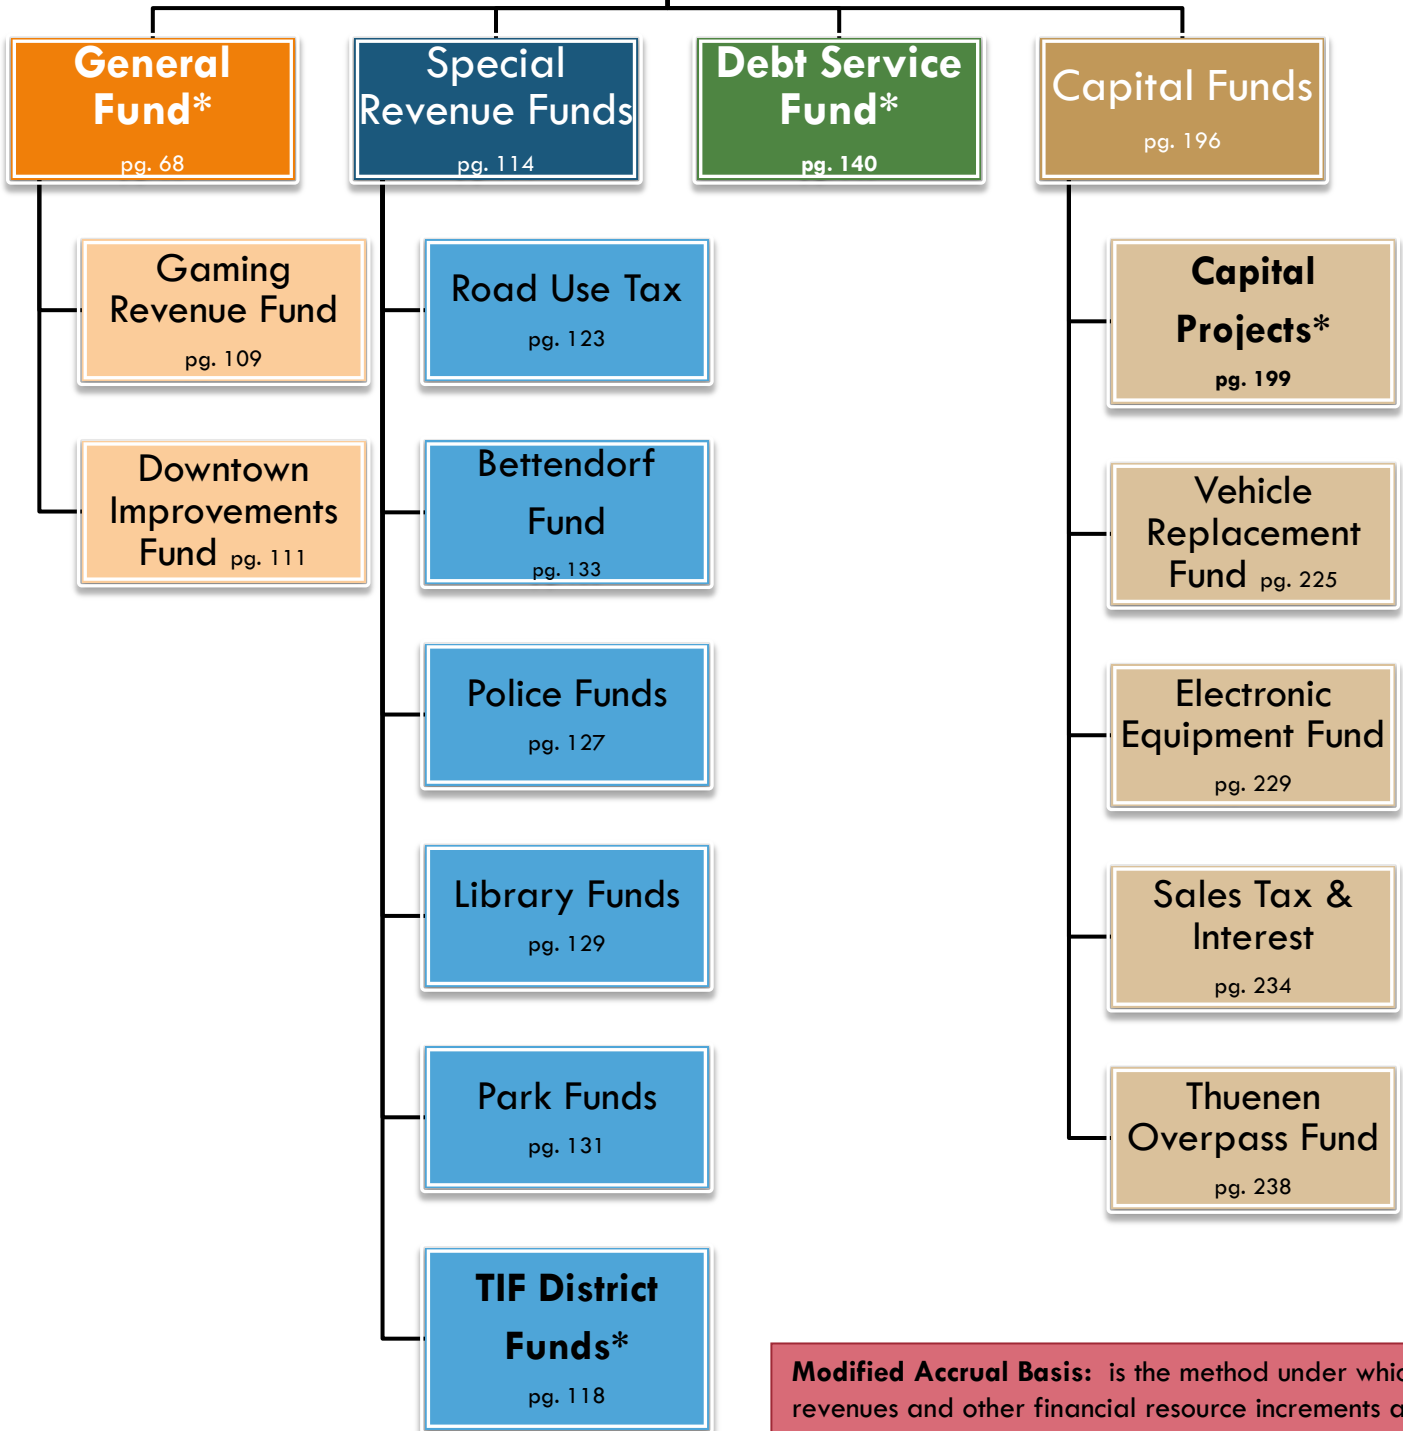 General
Fund*
pg. 68
Special
Revenue Funds
pg. 114
Debt Service
Fund*
pg. 140
Capital Funds
pg. 196
Gaming
Revenue Fund
pg. 109
Downtown
Improvements
Fund pg. 111
Road Use Tax
pg. 123
Bettendorf
Fund
pg. 133
Police Funds
pg. 127
Library Funds
pg. 129
Park Funds
pg. 131
TIF District
Funds*
pg. 118
Capital
Projects*
pg. 199
Vehicle
Replacement
Fund pg. 225
Electronic
Equipment Fund
pg. 229
Sales Tax &
Interest
pg. 234
Thuenen
Overpass Fund
pg. 238
Modified Accrual Basis: is the method under
revenues and other financial resource increments